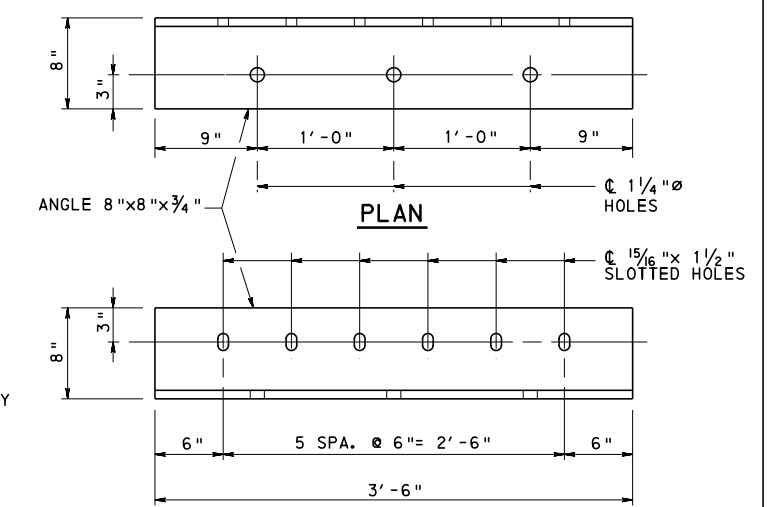 8"
3"
9"
1'-0"
1'-0"
9"
ANGLE 8"x8"x¾"
℄ 1¼"Ø
HOLES
PLAN
℄ 15/16"x 1½"
SLOTTED HOLES
3"
8"
Y
6"
5 SPA. @ 6"= 2'-6"
6"
3'-6"